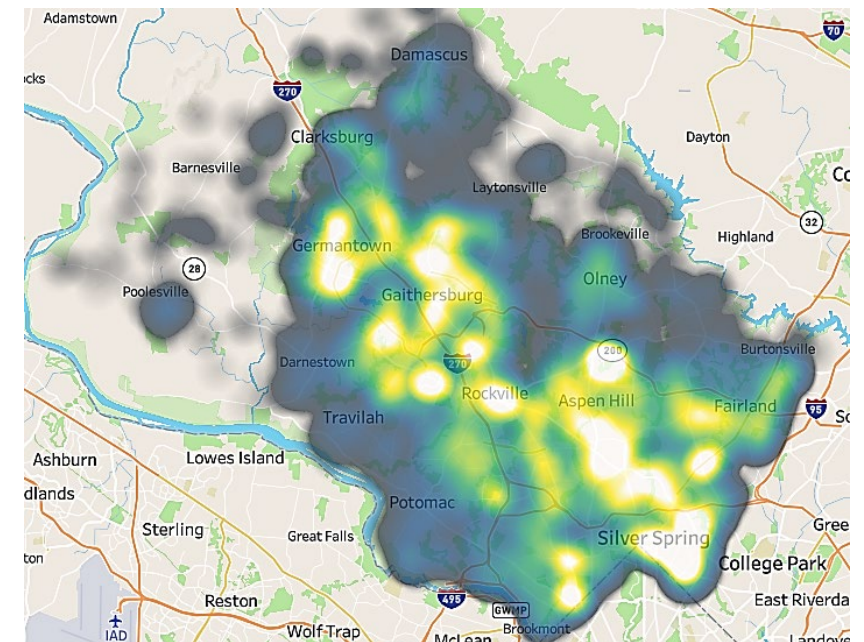 Adamstown
70
Damascus
cks
270
Clarksburg
Dayton
Barnesville
Co
Laytonsville
32
Brookeville
Highland
Germantown
28
Olney
Poolesville
Gaithersburg
200
Burtonsville
Darnestown
270
Rockville
Aspen Hill
Fairland
95
Travilah
So
Ashburn
Lowes Island
dlands
Potomac
Sterling
Great Falls
Silver Spring
Gree
ton
College Park
Reston
495
GWMP
East Riverda
IAD
Wolf Trap
McLean
Brookmont
Landove